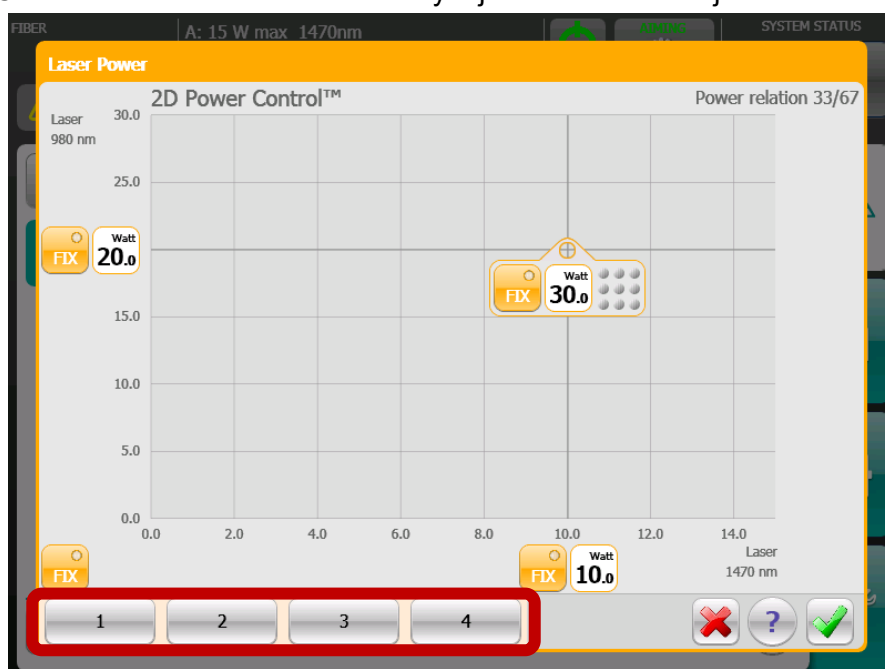 FIBER
A: 15 W max 1470nm
SYSTEM STATUS
Laser Power
2D Power Control™
Power relation 33/67
Laser
980 nm
30.0
25.0
FIX
Watt
20.0
FIX
Watt
30.0
15.0
10.0
5.0
0.0
0.0 2.0 4.0 6.0 8.0 10.0 12.0 14.0
Laser
1470 nm
FIX
FIX
Watt
10.0
1 2 3 4
?